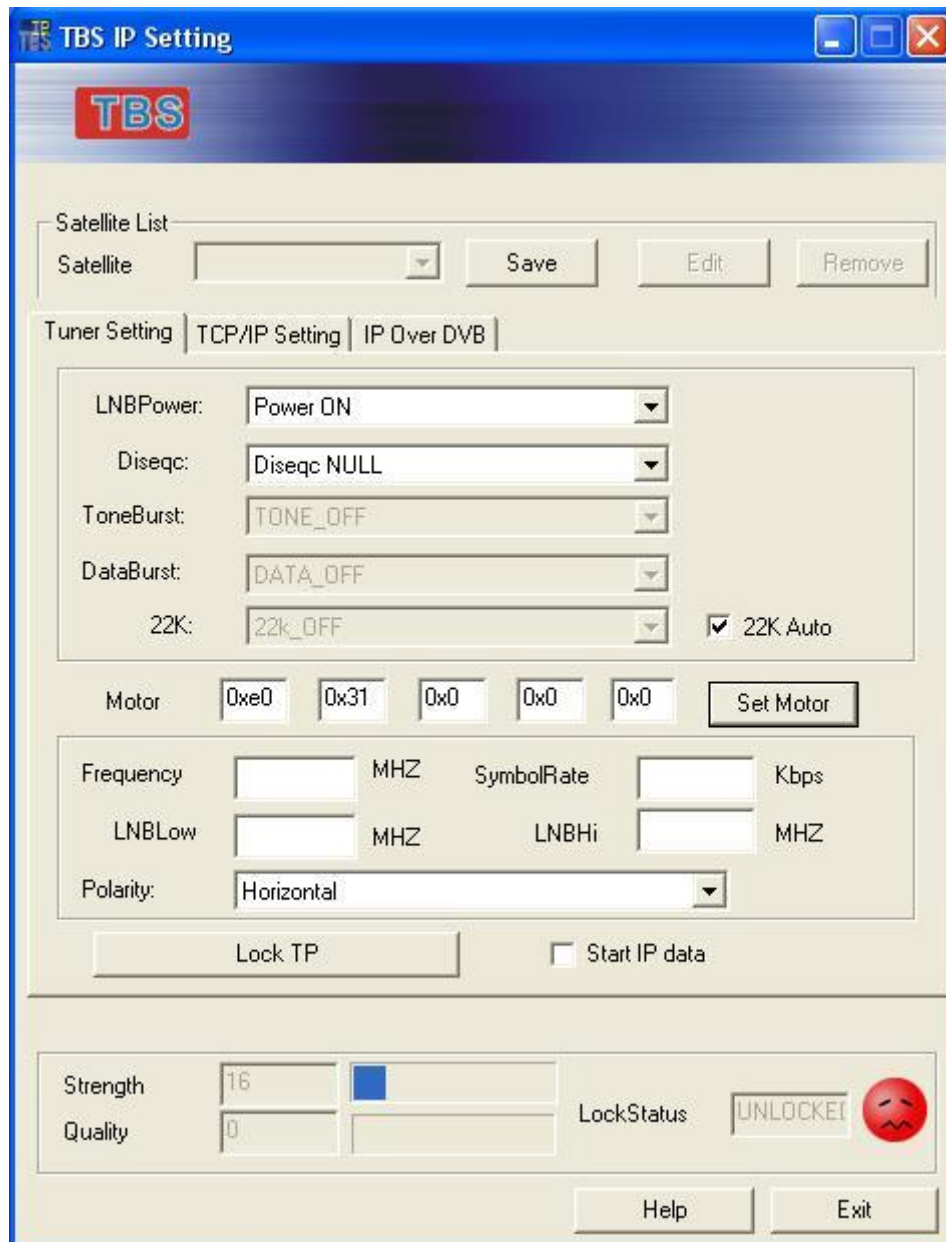 TBS IP Setting
TBS
Satellite List
Satellite Save Edit Remove
Tuner Setting TCP/IP Setting IP Over DVB
LNBPower: Power ON
Diseqc: Diseqc NULL
ToneBurst: TONE_OFF
DataBurst: DATA_OFF
22K: 22k_OFF 22K Auto
Motor 0xe0 0x31 0x0 0x0 0x0 Set Motor
Frequency MHZ SymbolRate Kbps
LNBLow MHZ LNBHi MHZ
Polarity: Horizontal
Lock TP Start IP data
Strength 16
Quality 0 LockStatus UNLOCKED
Help Exit